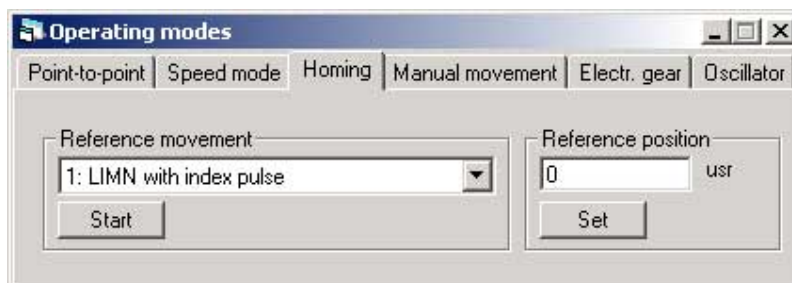 Operating modes
Point-to-point Speed mode Homing Manual movement Electr. gear Oscillator
Reference movement
1: LIMN with index pulse
Start
Reference position
0 usr
Set